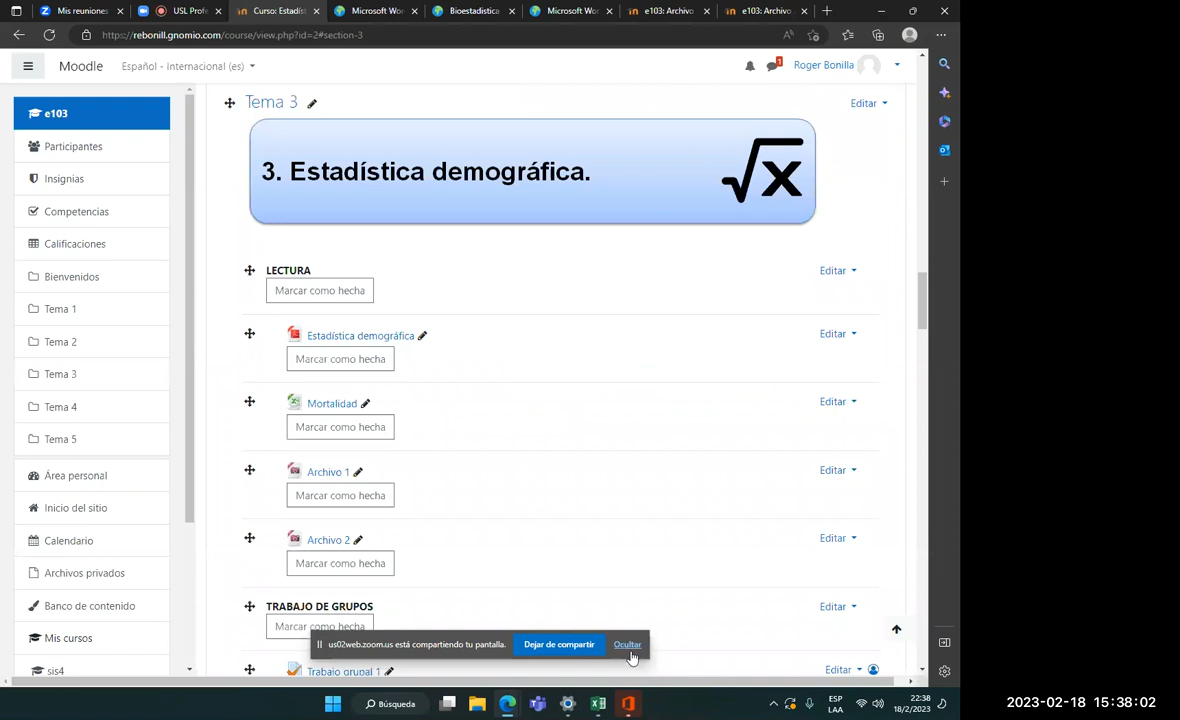 Mis reuniones
USL Profe
Curso: Estadís
Microsoft Wo
Bioestadística
Microsoft Wo
e103: Archivo
e103: Archivo
https://rebonill.gnomio.com/course/view.php?id=2#section-3
Moodle
Español - Internacional (es)
1
Roger Bonilla
e103
Participantes
Insignias
Competencias
Calificaciones
Bienvenidos
Tema 1
Tema 2
Tema 3
Tema 4
Tema 5
Área personal
Inicio del sitio
Calendario
Archivos privados
Banco de contenido
Mis cursos
sis4
Tema 3
Editar
3. Estadística demográfica.
√x
LECTURA
Editar
Marcar como hecha
Estadística demográfica
Editar
Marcar como hecha
Mortalidad
Editar
Marcar como hecha
Archivo 1
Editar
Marcar como hecha
Archivo 2
Editar
Marcar como hecha
TRABAJO DE GRUPOS
Editar
Marcar como hecha
us02web.zoom.us está compartiendo tu pantalla.
Dejar de compartir
Ocultar
Trabajo grupal 1
Editar
Búsqueda
ESP
LAA
22:38
18/2/2023
2023-02-18 15:38:02